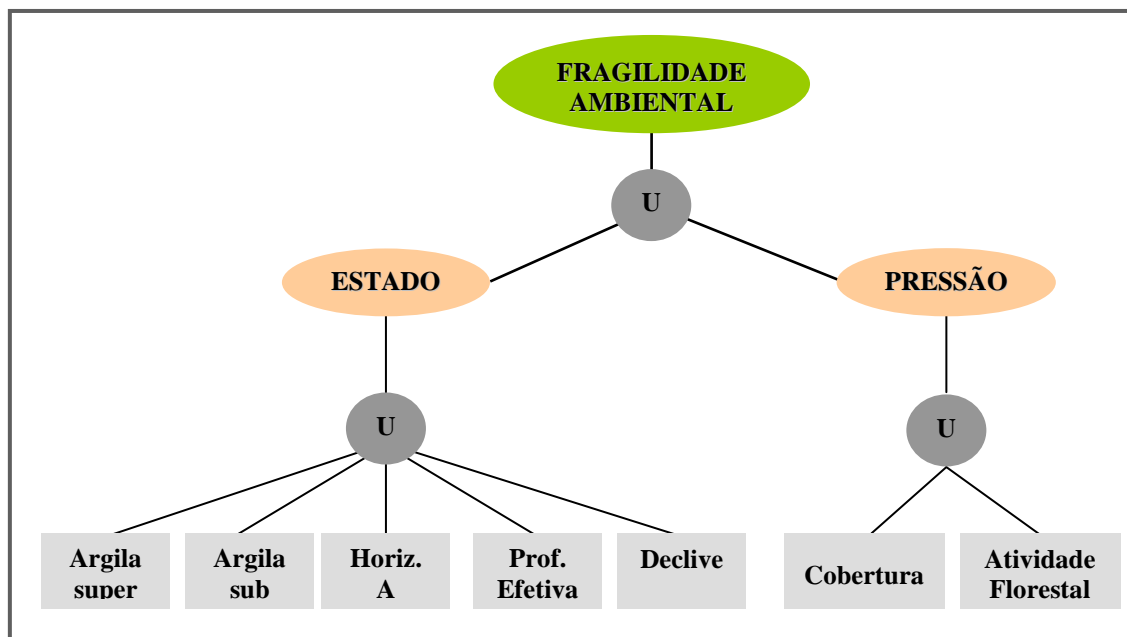 FRAGILIDADE
AMBIENTAL
U
ESTADO
PRESSÃO
U
U
Argila
super
Argila
sub
Horiz.
A
Prof.
Efetiva
Declive
Cobertura
Atividade
Florestal